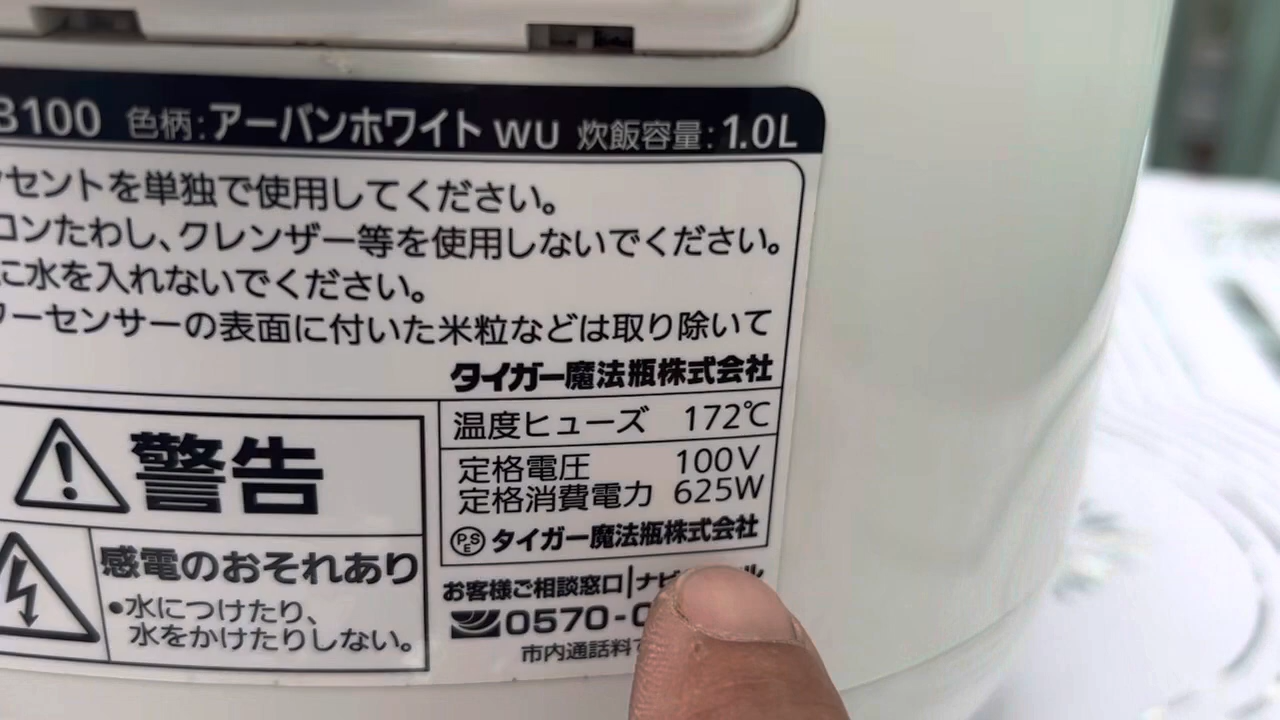 B100 色柄:アーバンホワイト WU 炊飯容量:1.0L
セントを単独で使用してください。
コンたわし、クレンザー等を使用しないでください。
に水を入れないでください。
ワーセンサーの表面に付いた米粒などは取り除いて
タイガー魔法瓶株式会社
温度ヒューズ 172℃
定格電圧 100V
定格消費電力 625W
PSE タイガー魔法瓶株式会社
警告
感電のおそれあり
•水につけたり、
水をかけたりしない。
お客様ご相談窓口|ナビ
0570-0
市内通話料